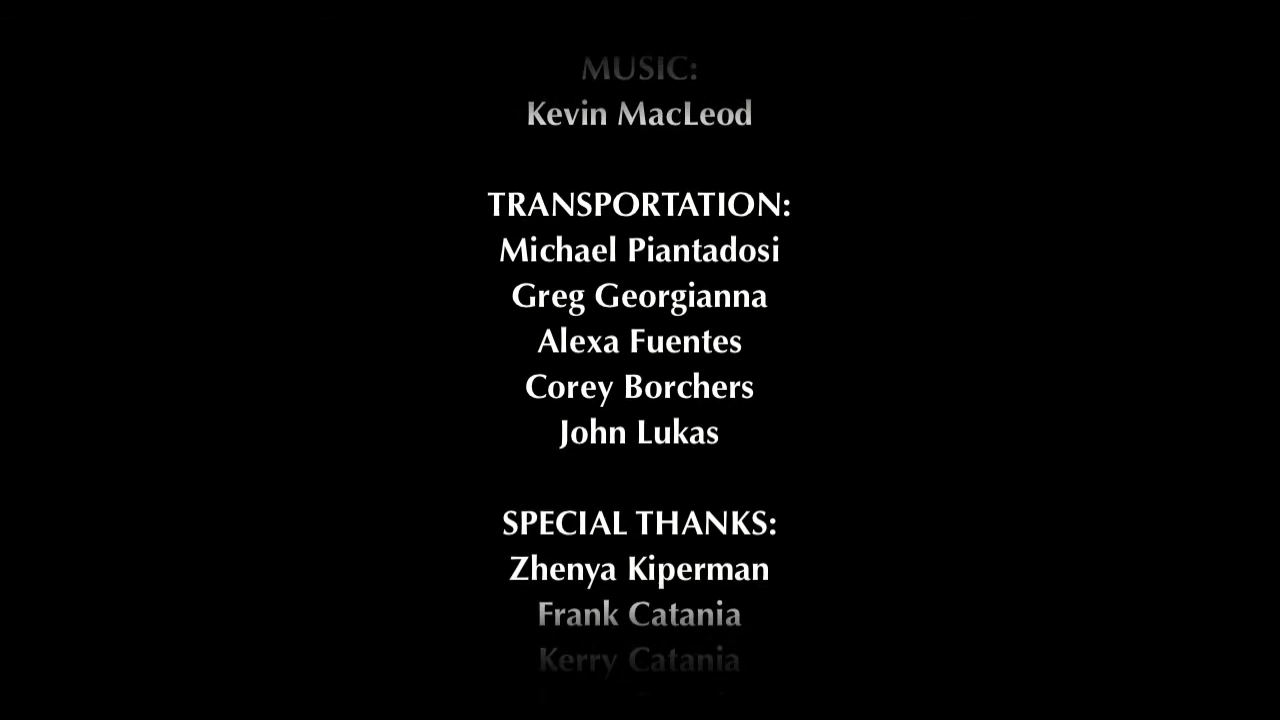 MUSIC:
Kevin MacLeod
TRANSPORTATION:
Michael Piantadosi
Greg Georgianna
Alexa Fuentes
Corey Borchers
John Lukas
SPECIAL THANKS:
Zhenya Kiperman
Frank Catania
Kerry Catania